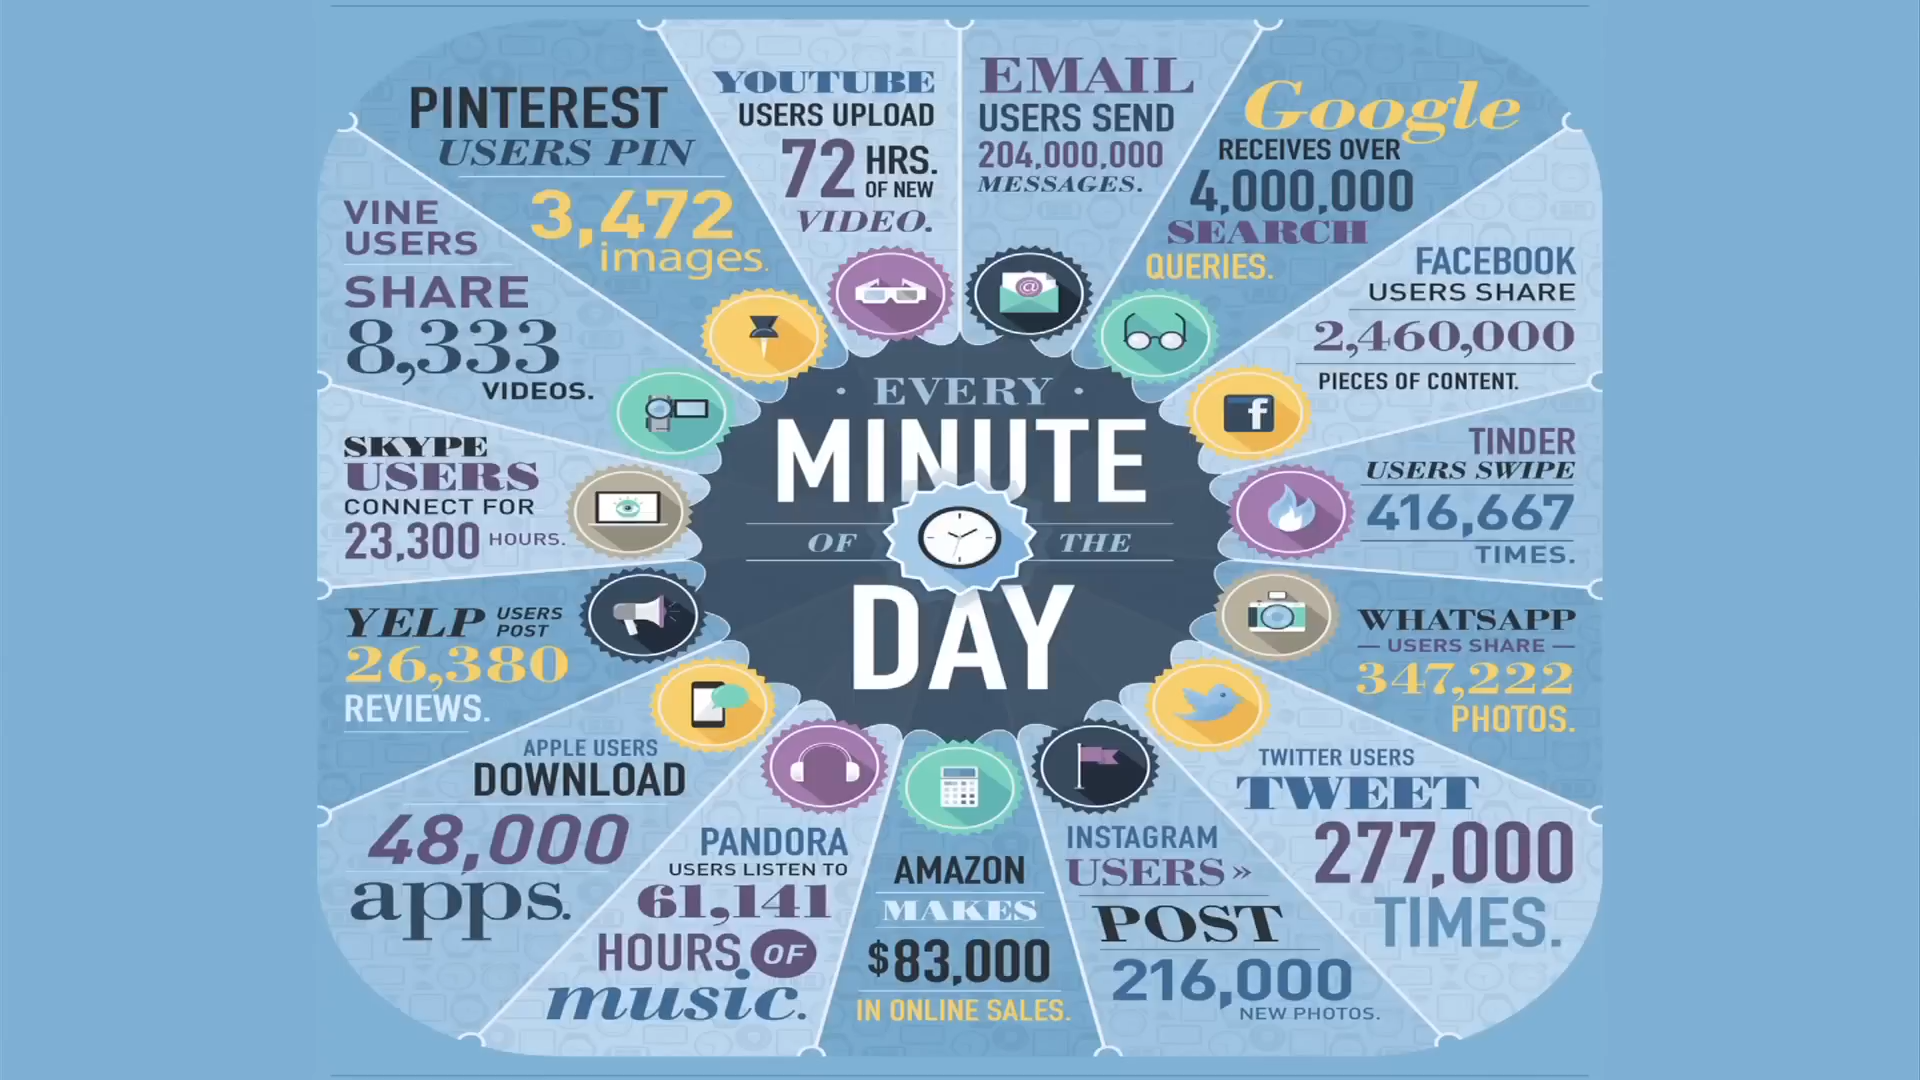 PINTEREST
USERS PIN
3,472
images.
YOUTUBE
USERS UPLOAD
72 HRS.
OF NEW
VIDEO.
EMAIL
USERS SEND
204,000,000
MESSAGES.
Google
RECEIVES OVER
4,000,000
SEARCH
QUERIES.
FACEBOOK
USERS SHARE
2,460,000
PIECES OF CONTENT.
TINDER
USERS SWIPE
416,667
TIMES.
WHATSAPP
USERS SHARE
347,222
PHOTOS.
TWITTER USERS
TWEET
277,000
TIMES.
INSTAGRAM
USERS »
POST
216,000
NEW PHOTOS.
AMAZON
MAKES
$83,000
IN ONLINE SALES.
PANDORA
USERS LISTEN TO
61,141
HOURS OF
music.
APPLE USERS
DOWNLOAD
48,000
apps.
YELP USERS
POST
26,380
REVIEWS.
SKYPE
USERS
CONNECT FOR
23,300 HOURS.
VINE
USERS
SHARE
8,333
VIDEOS.
• EVERY •
MINUTE
OF THE
DAY
@
f